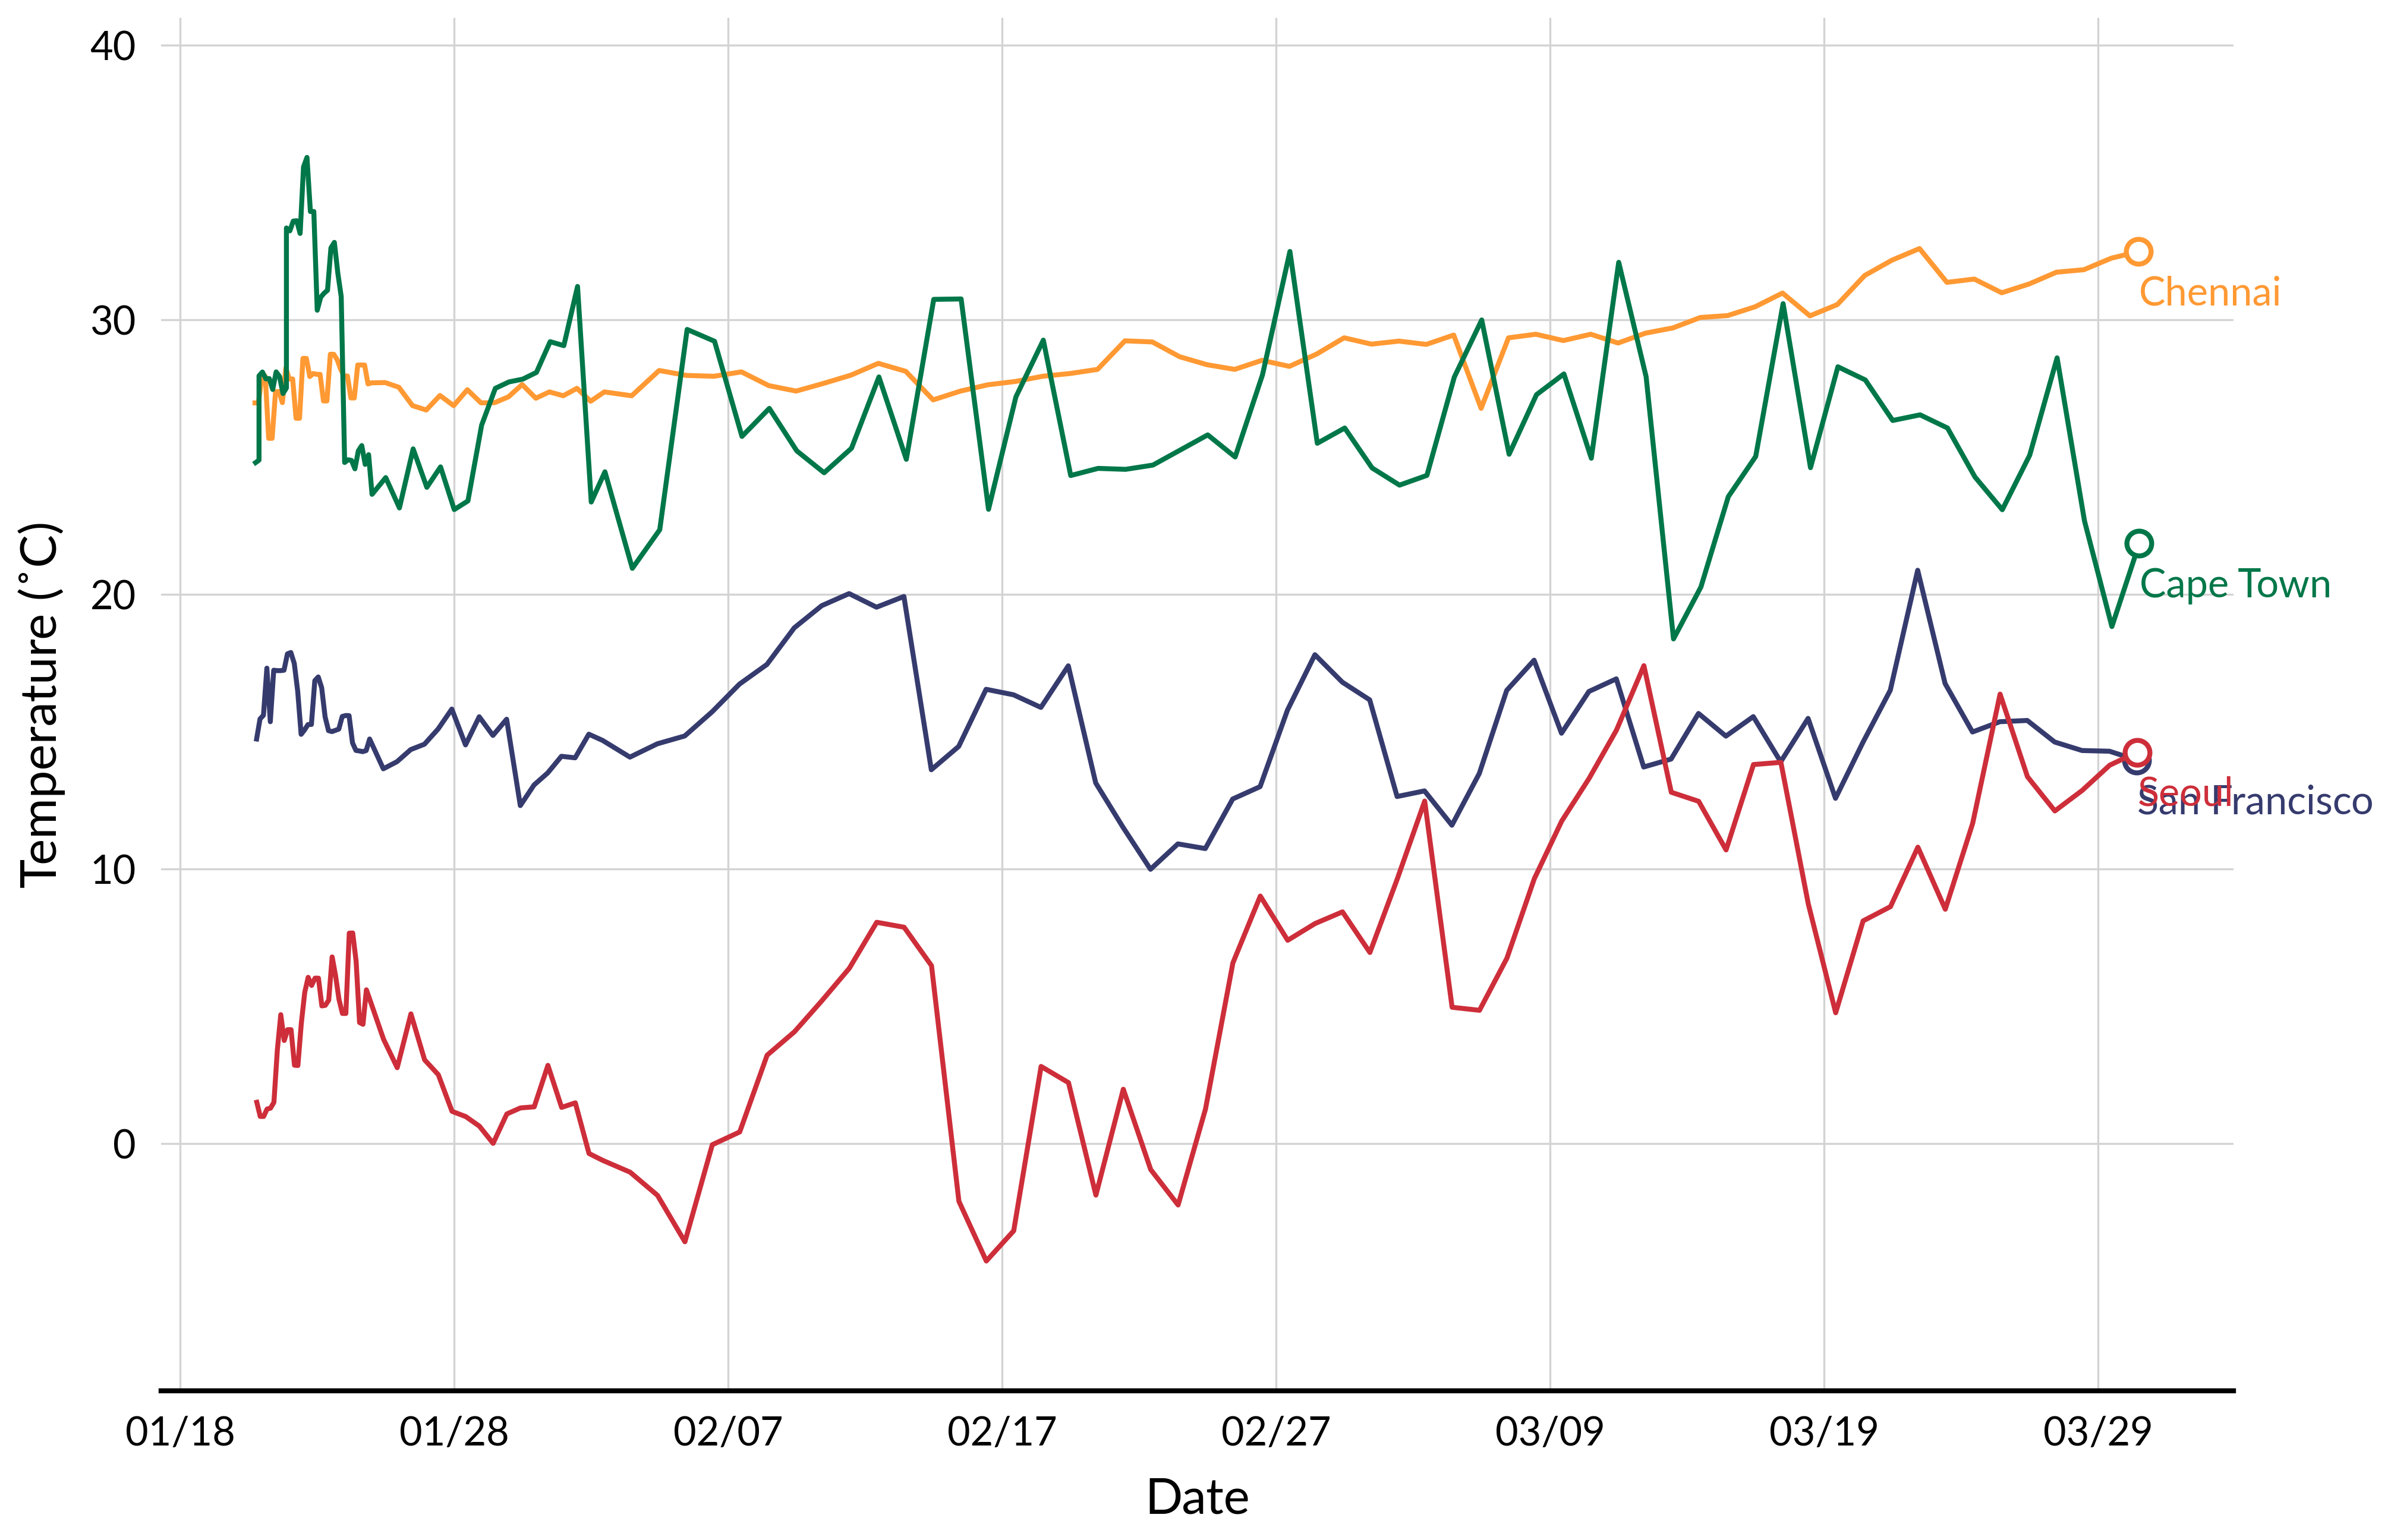 40
30
20
10
0
Temperature (˚C)
Chennai
Cape Town
Seoul
San Francisco
01/18
01/28
02/07
02/17
02/27
03/09
03/19
03/29
Date